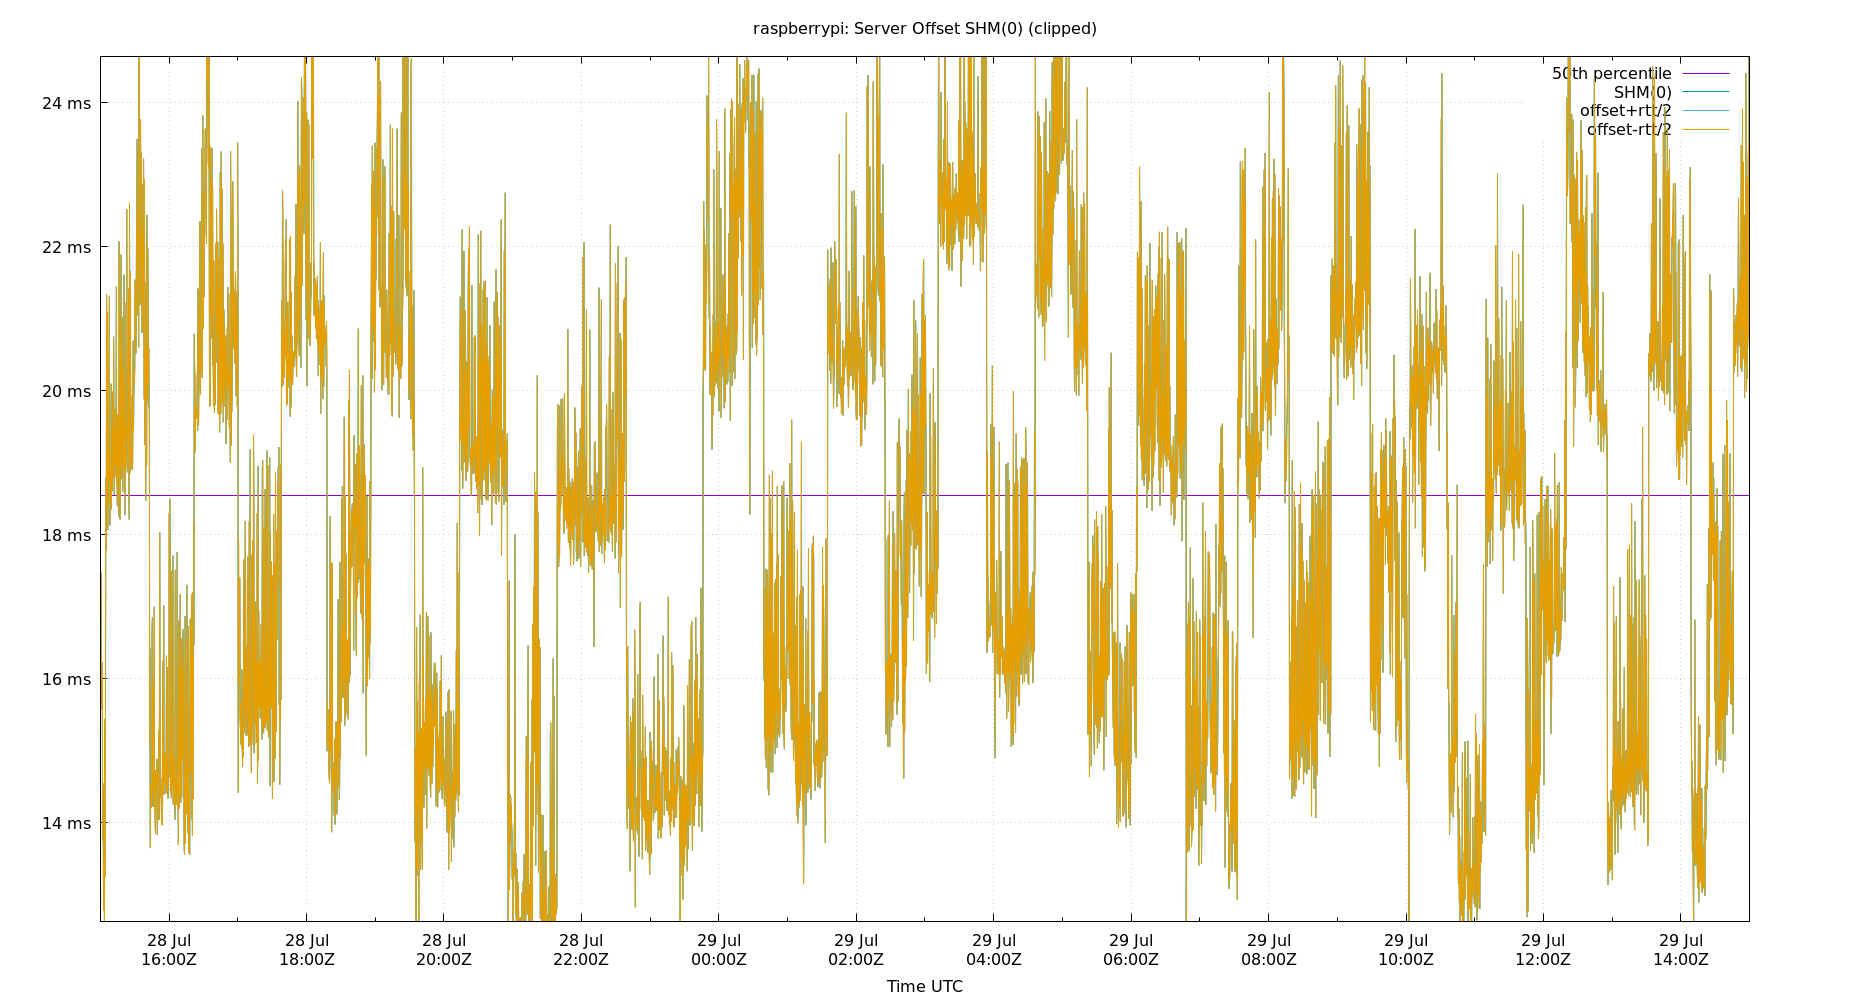 raspberrypi: Server Offset SHM(0) (clipped)
50th percentile
SHM(0)
offset+rtt/2
offset-rtt/2
24 ms
22 ms
20 ms
18 ms
16 ms
14 ms
28 Jul 28 Jul 28 Jul 28 Jul 29 Jul 29 Jul 29 Jul 29 Jul 29 Jul 29 Jul 29 Jul 29 Jul
16:00Z 18:00Z 20:00Z 22:00Z 00:00Z 02:00Z 04:00Z 06:00Z 08:00Z 10:00Z 12:00Z 14:00Z
Time UTC